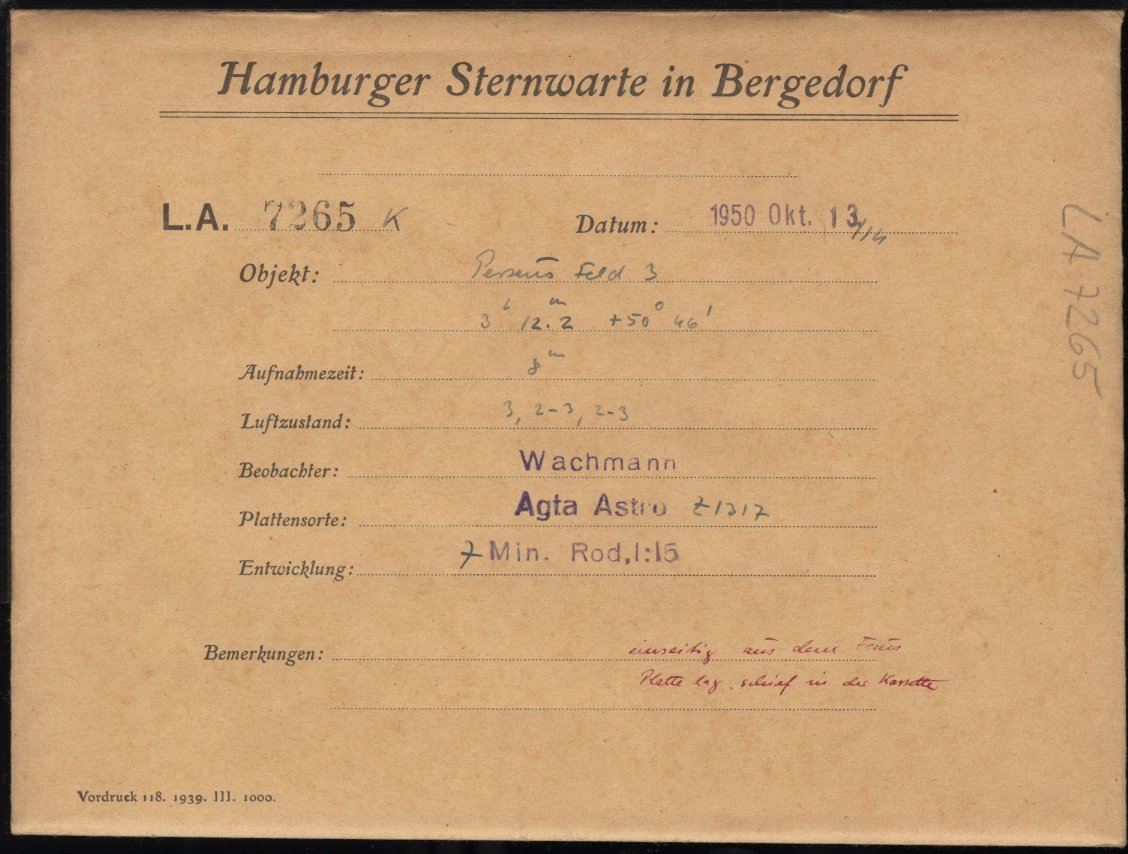 Hamburger Sternwarte in Bergedorf
L.A. 7265 K Datum: 1950 Okt. 13/14
Objekt: Perseus Feld 3
3h 12.m2 +50° 46'
Aufnahmezeit: 8m
Luftzustand: 3, 2-3, 2-3
Beobachter: Wachmann
Plattensorte: Agfa Astro Z1317
Entwicklung: 7 Min. Rod, 1:15
Bemerkungen: einseitig aus dem Fokus
Platte lag schief in der Kassette
Vordruck 118. 1939. III. 1000.
LA 7265